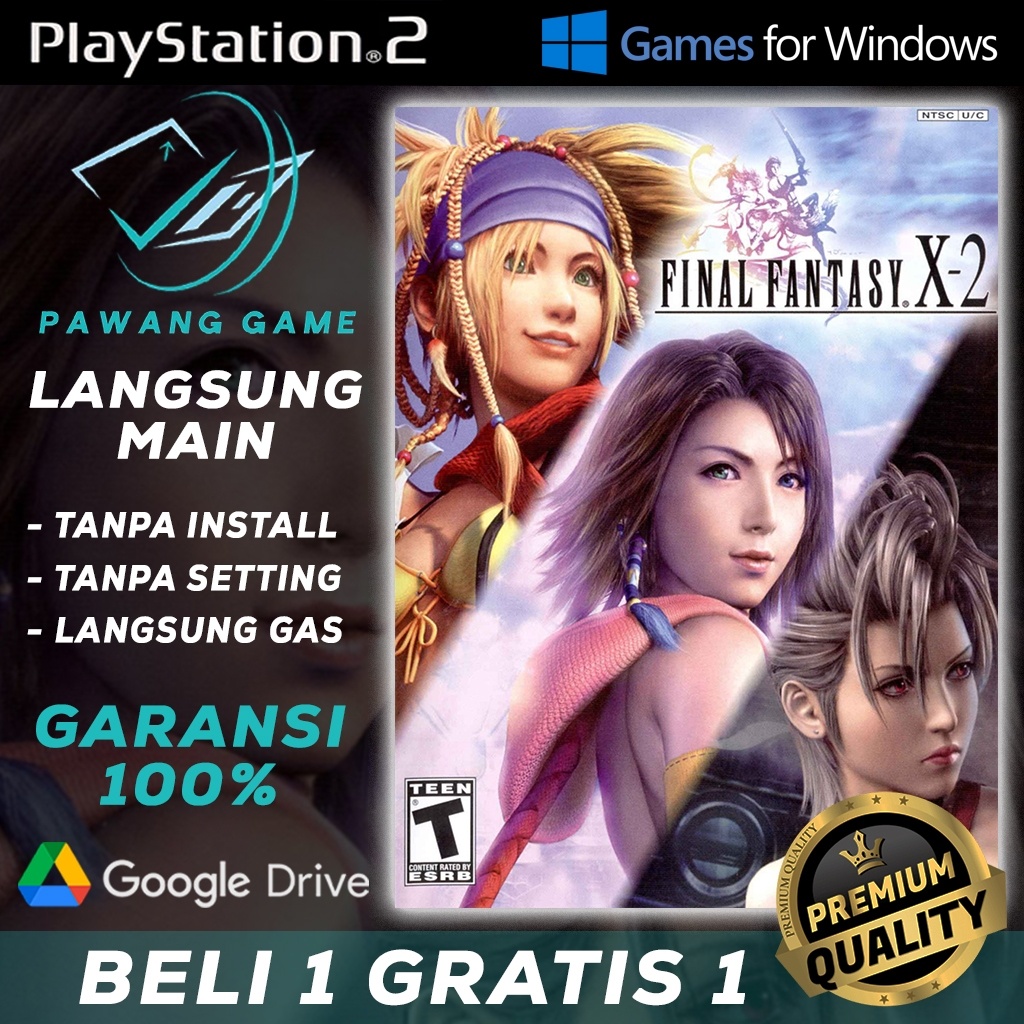 PlayStation®2
Games for Windows
NTSC U/C
PAWANG GAME
FINAL FANTASY® X-2
LANGSUNG
MAIN
- TANPA INSTALL
- TANPA SETTING
- LANGSUNG GAS
GARANSI
100%
TEEN
T
CONTENT RATED BY
ESRB
Google Drive
PREMIUM QUALITY
PREMIUM
QUALITY
BELI 1 GRATIS 1